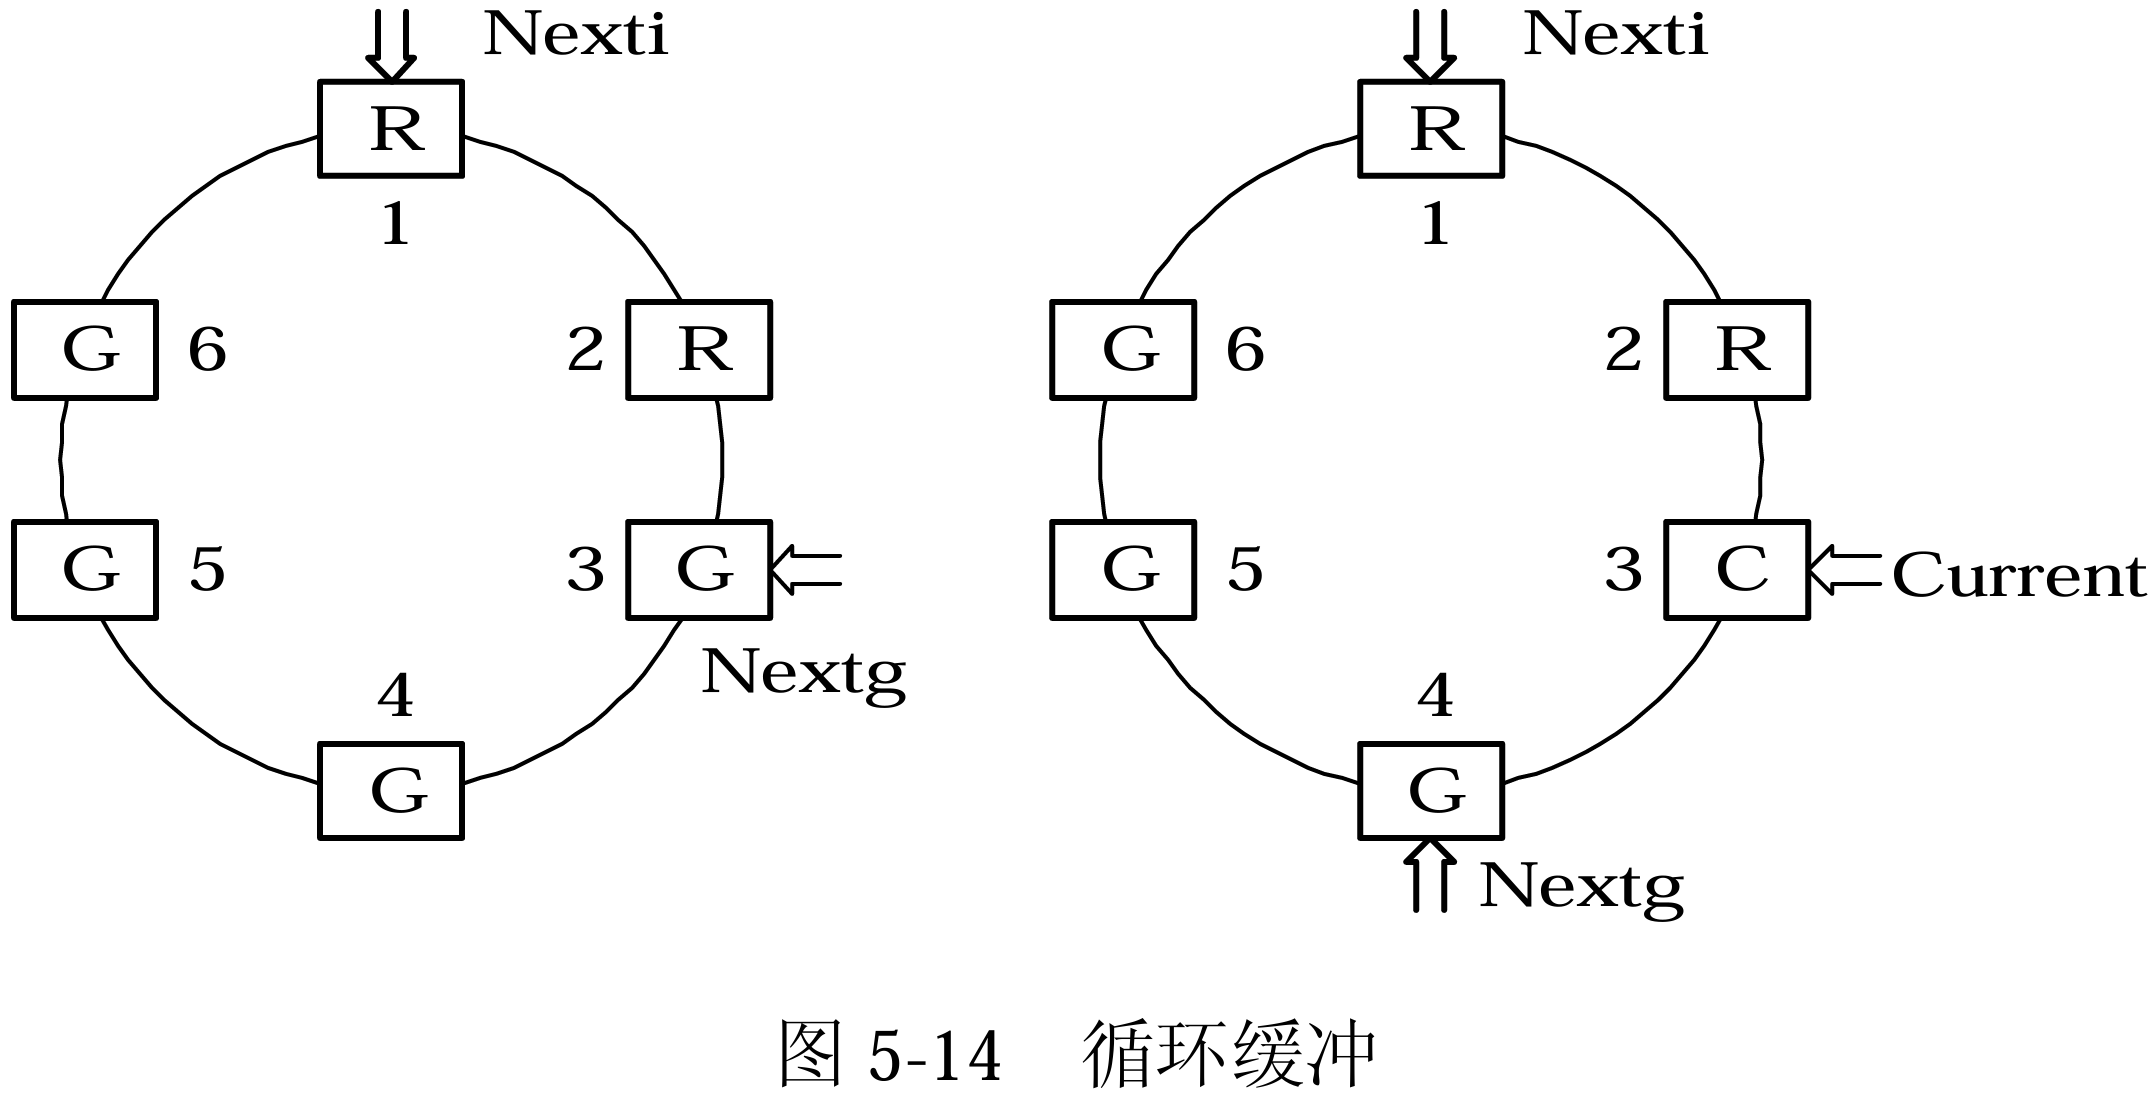 Nexti Nexti
R R
1 1
G 6 2 R G 6 2 R
G 5 3 G G 5 3 C Current
Nextg
4 4
G G
Nextg
图 5-14 循环缓冲